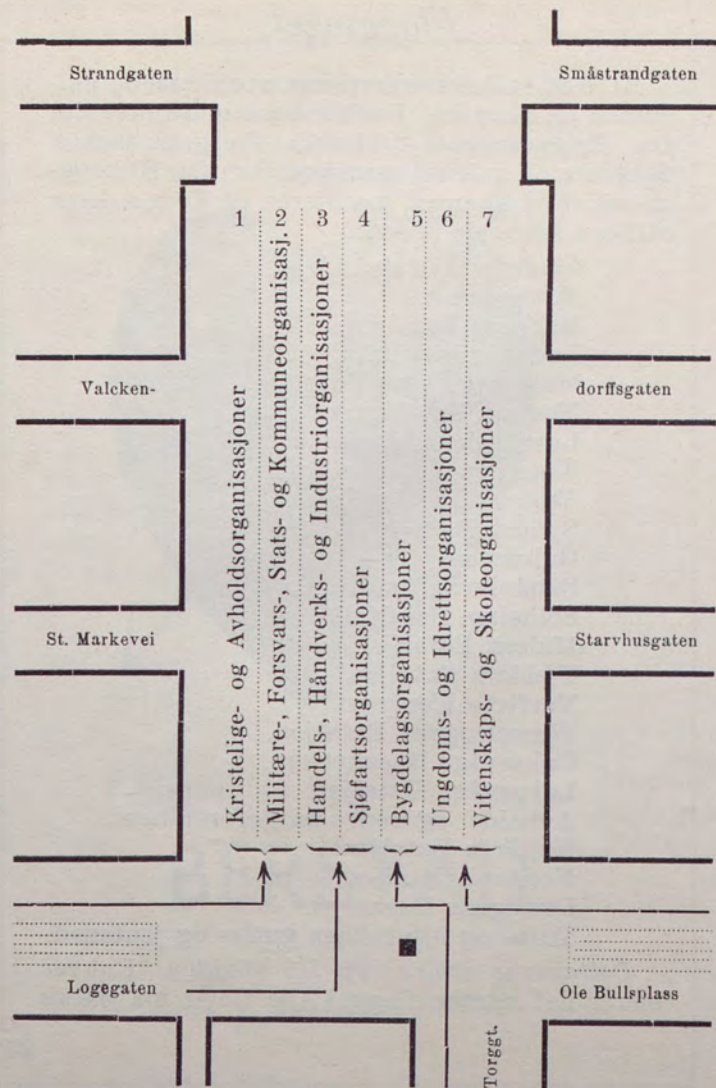 Strandgaten
Småstrandgaten
1
2
3
4
5
6
7
Kristelige- og Avholdsorganisasjoner
Militære-, Forsvars-, Stats- og Kommuneorganisasj.
Handels-, Håndverks- og Industriorganisasjoner
Sjøfartsorganisasjoner
Bygdelagsorganisasjoner
Ungdoms- og Idrettsorganisasjoner
Vitenskaps- og Skoleorganisasjoner
Valcken-
dorffsgaten
St. Markevei
Starvhusgaten
Logegaten
Ole Bullsplass
Torggt.